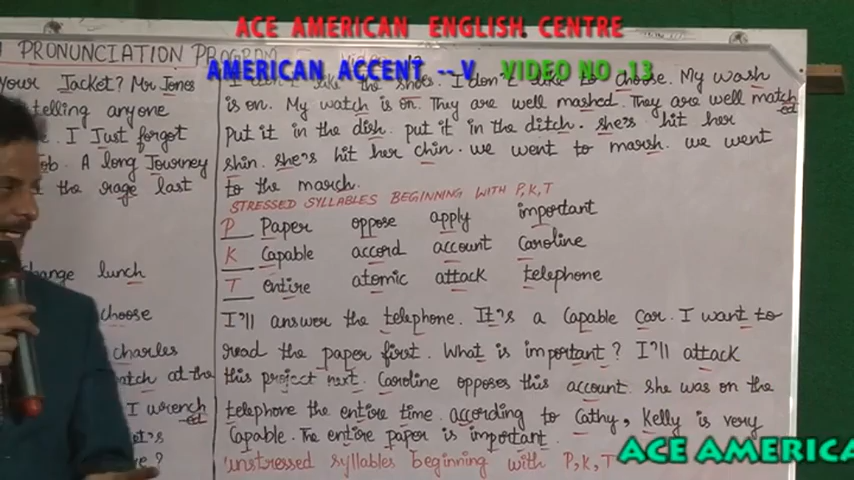 ACE AMERICAN ENGLISH CENTRE
AMERICAN ACCENT --V VIDEO NO .13
PRONUNCIATION PROGRAM
your Jacket? Mr Jones
telling anyone
I Just forgot
A long Journey
the rage last
change lunch
choose
charles
match at the
I wrenched
the shoes. I don't like to choose. My wash
is on. My watch is on. They are well mashed. They are well matched
put it in the dish. put it in the ditch. she's hit her
shin. she's hit her chin. we went to marsh. we went
to the march.
STRESSED SYLLABLES BEGINNING WITH P,K,T
P Paper oppose apply important
K Capable accord account Caroline
T entire atomic attack telephone
I'll answer the telephone. It's a Capable Car. I want to
read the paper first. What is important? I'll attack
this project next. Caroline opposes this account. She was on the
telephone the entire time. according to Cathy, Kelly is very
Capable. The entire paper is important.
unstressed syllables beginning with P,K,T
ACE AMERICA